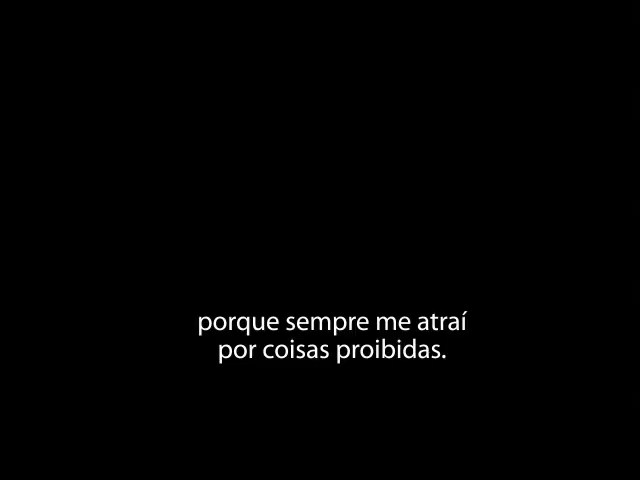 porque sempre me atraí
por coisas proibidas.